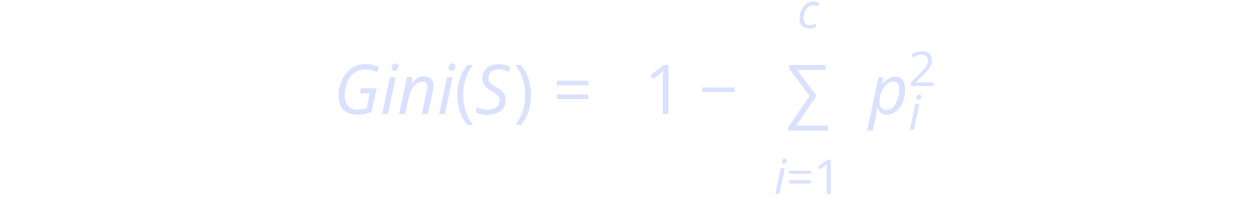 Gini(S) = 1 − ∑_{i=1}^{c} p_i^2